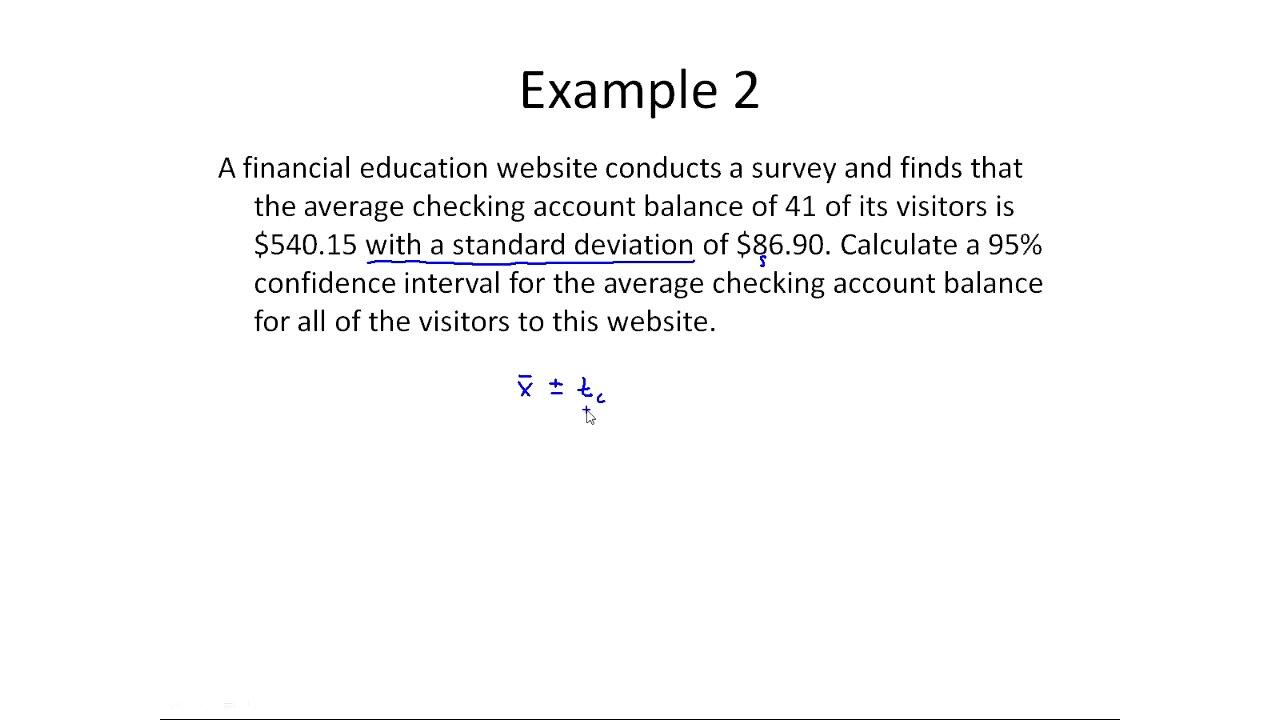 Example 2
A financial education website conducts a survey and finds that
the average checking account balance of 41 of its visitors is
$540.15 with a standard deviation of $86.90. Calculate a 95%
s
confidence interval for the average checking account balance
for all of the visitors to this website.
x̄ ± t_c